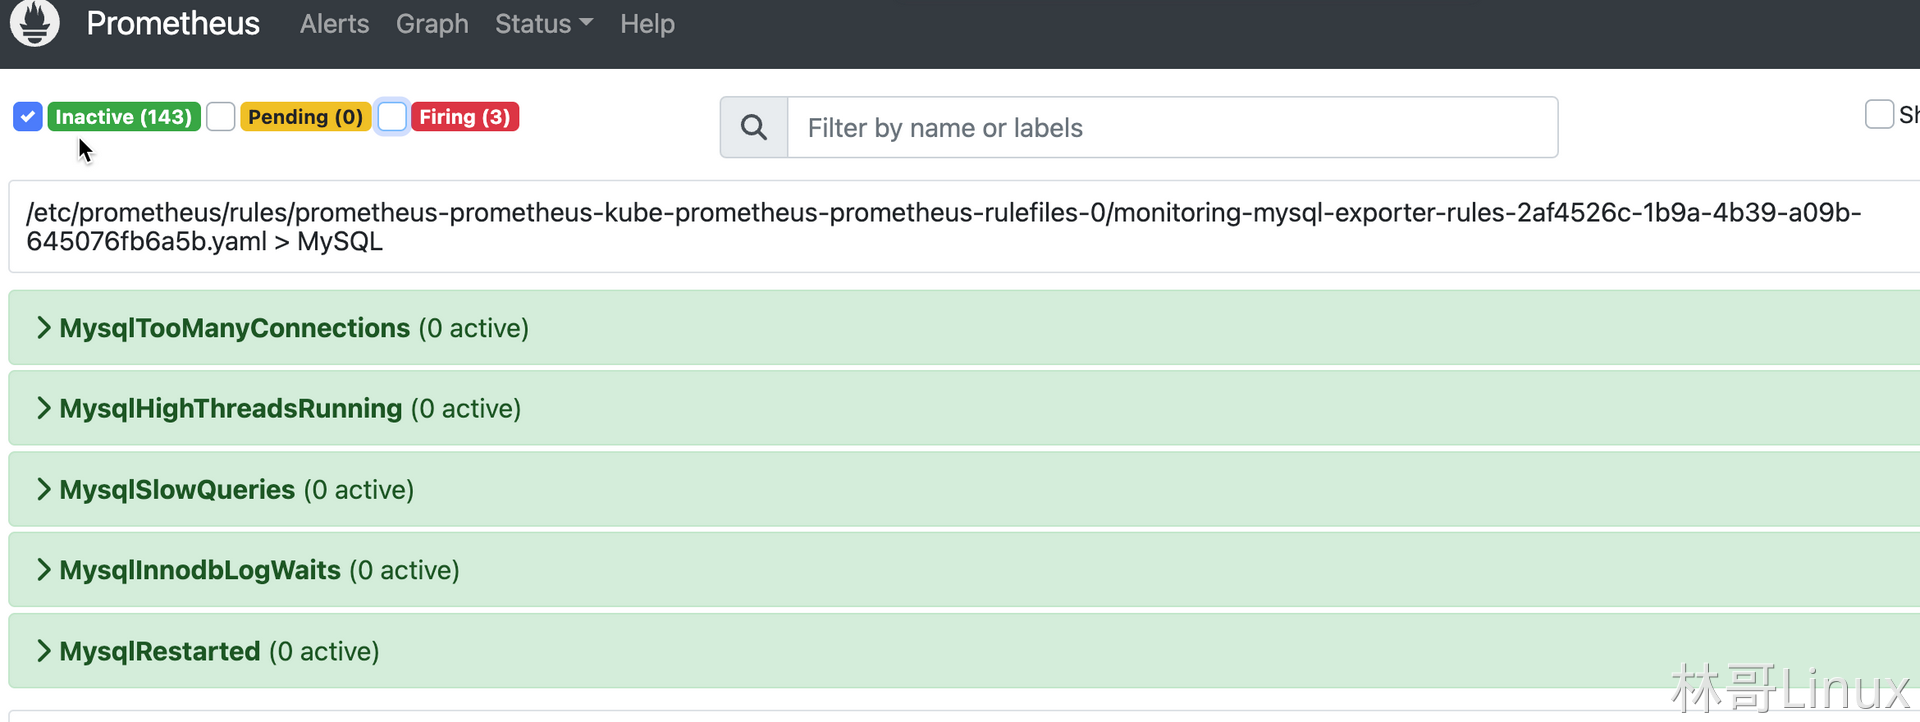 Prometheus Alerts Graph Status Help
Inactive (143) Pending (0) Firing (3) Filter by name or labels Sh
/etc/prometheus/rules/prometheus-prometheus-kube-prometheus-prometheus-rulefiles-0/monitoring-mysql-exporter-rules-2af4526c-1b9a-4b39-a09b-
645076fb6a5b.yaml > MySQL
MysqlTooManyConnections (0 active)
MysqlHighThreadsRunning (0 active)
MysqlSlowQueries (0 active)
MysqlInnodbLogWaits (0 active)
MysqlRestarted (0 active)
林哥Linux